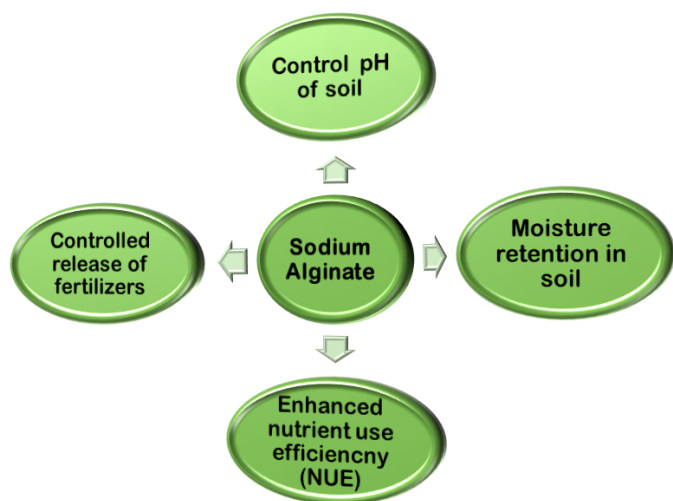 Control pH
of soil
Controlled
release of
fertilizers
Sodium
Alginate
Moisture
retention in
soil
Enhanced
nutrient use
efficiencny
(NUE)